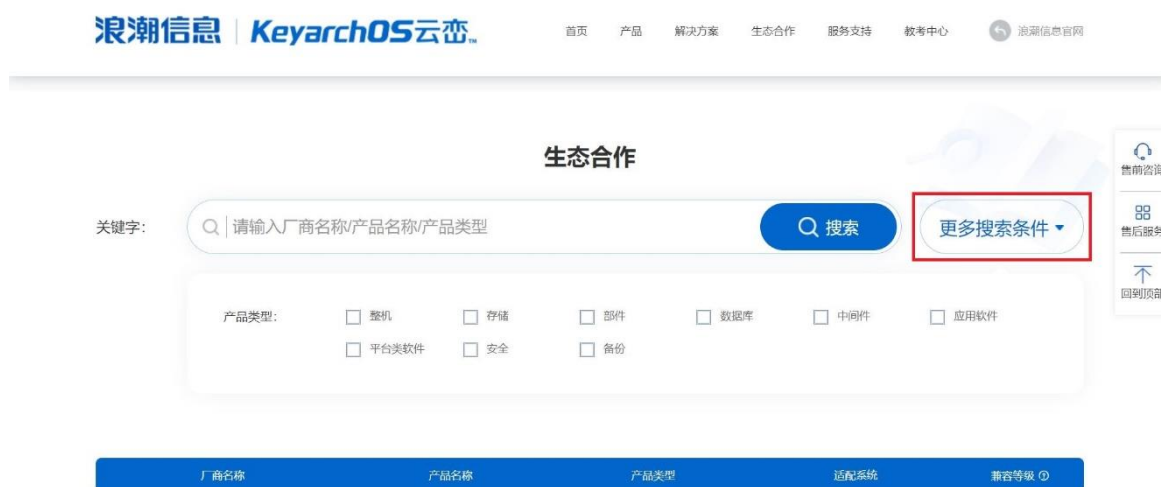 浪潮信息 KeyarchOS云峦™
首页 产品 解决方案 生态合作 服务支持 教考中心 浪潮信息官网
生态合作
售前咨询
关键字: 请输入厂商名称/产品名称/产品类型 搜索 更多搜索条件
售后服务
回到顶部
产品类型: 整机 存储 部件 数据库 中间件 应用软件
平台类软件 安全 备份
厂商名称 产品名称 产品类型 适配系统 兼容等级